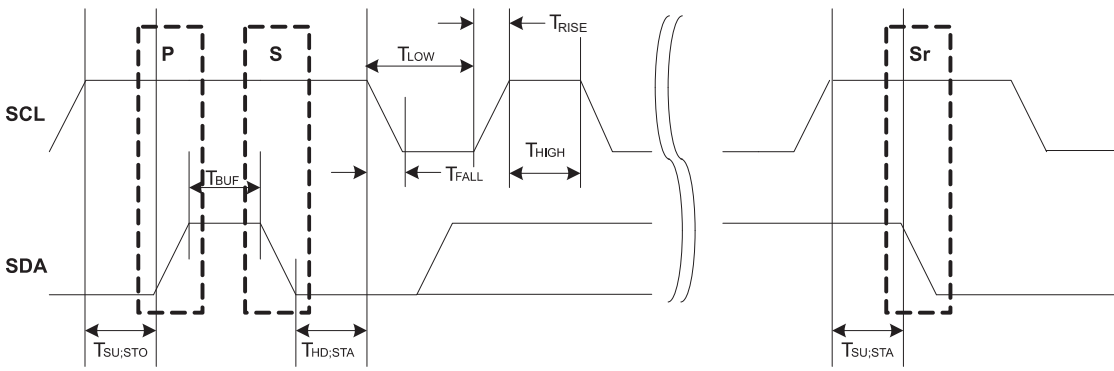 TRISE
P
S
TLOW
Sr
SCL
THIGH
TFALL
TBUF
SDA
TSU;STO
THD;STA
TSU;STA